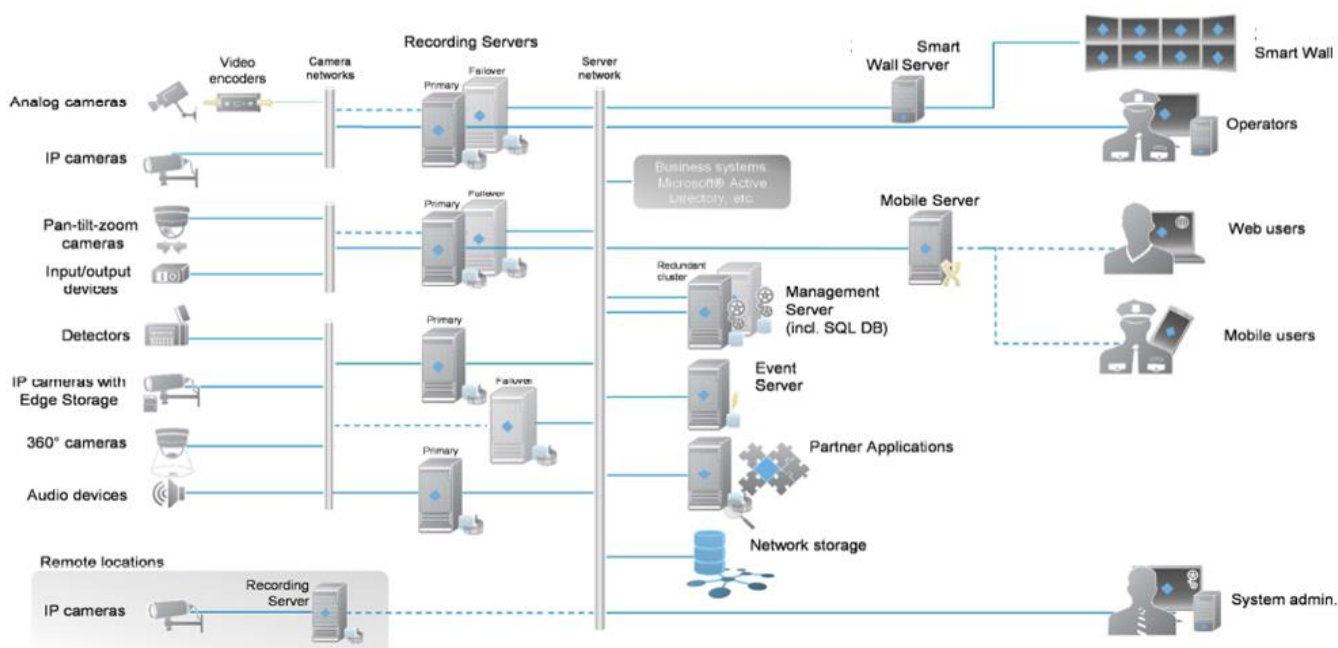 Recording Servers
Video
encoders
Camera
networks
Failover
Primary
Server
network
Smart
Wall Server
Smart Wall
Analog cameras
Operators
IP cameras
Business systems
Microsoft® Active
Directory, etc.
Failover
Primary
Mobile Server
Pan-tilt-zoom
cameras
Web users
Input/output
devices
Redundant
cluster
Management
Server
(incl. SQL DB)
Primary
Detectors
Mobile users
Event
Server
IP cameras with
Edge Storage
Failover
360° cameras
Primary
Partner Applications
Audio devices
Network storage
Remote locations
Recording
Server
IP cameras
System admin.